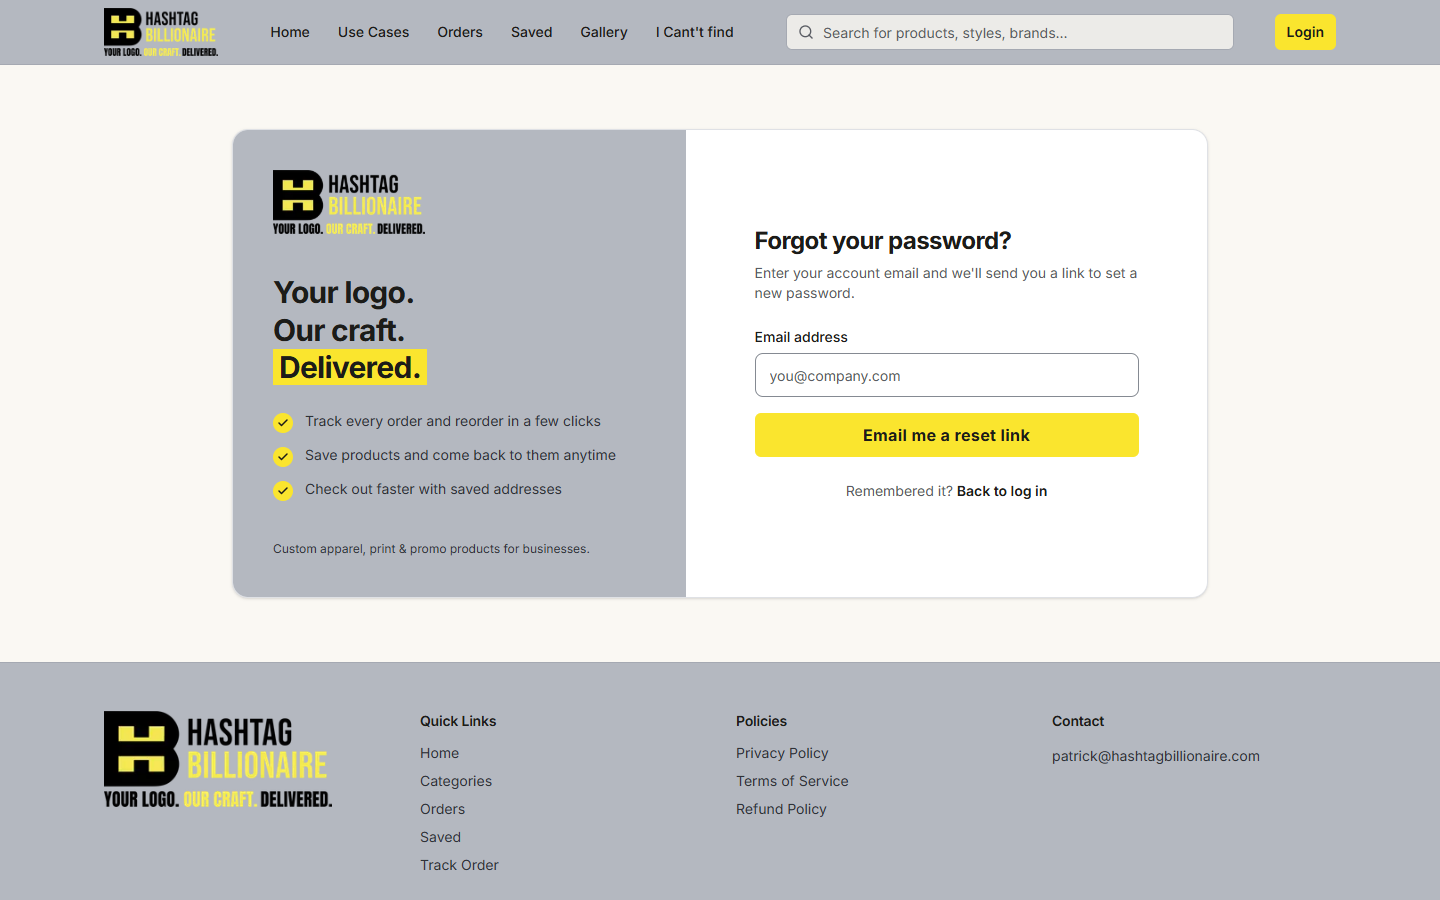 HASHTAG
BILLIONAIRE
YOUR LOGO. OUR CRAFT. DELIVERED.
Home
Use Cases
Orders
Saved
Gallery
I Can't find
Search for products, styles, brands...
Login
HASHTAG
BILLIONAIRE
YOUR LOGO. OUR CRAFT. DELIVERED.
Your logo.
Our craft.
Delivered.
Track every order and reorder in a few clicks
Save products and come back to them anytime
Check out faster with saved addresses
Custom apparel, print & promo products for businesses.
Forgot your password?
Enter your account email and we'll send you a link to set a
new password.
Email address
you@company.com
Email me a reset link
Remembered it? Back to log in
HASHTAG
BILLIONAIRE
YOUR LOGO. OUR CRAFT. DELIVERED.
Quick Links
Home
Categories
Orders
Saved
Track Order
Policies
Privacy Policy
Terms of Service
Refund Policy
Contact
patrick@hashtagbillionaire.com